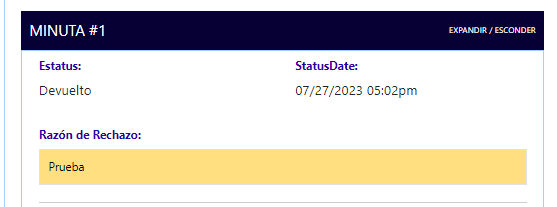 MINUTA #1
EXPANDIR / ESCONDER
Estatus:
StatusDate:
Devuelto
07/27/2023 05:02pm
Razón de Rechazo:
Prueba